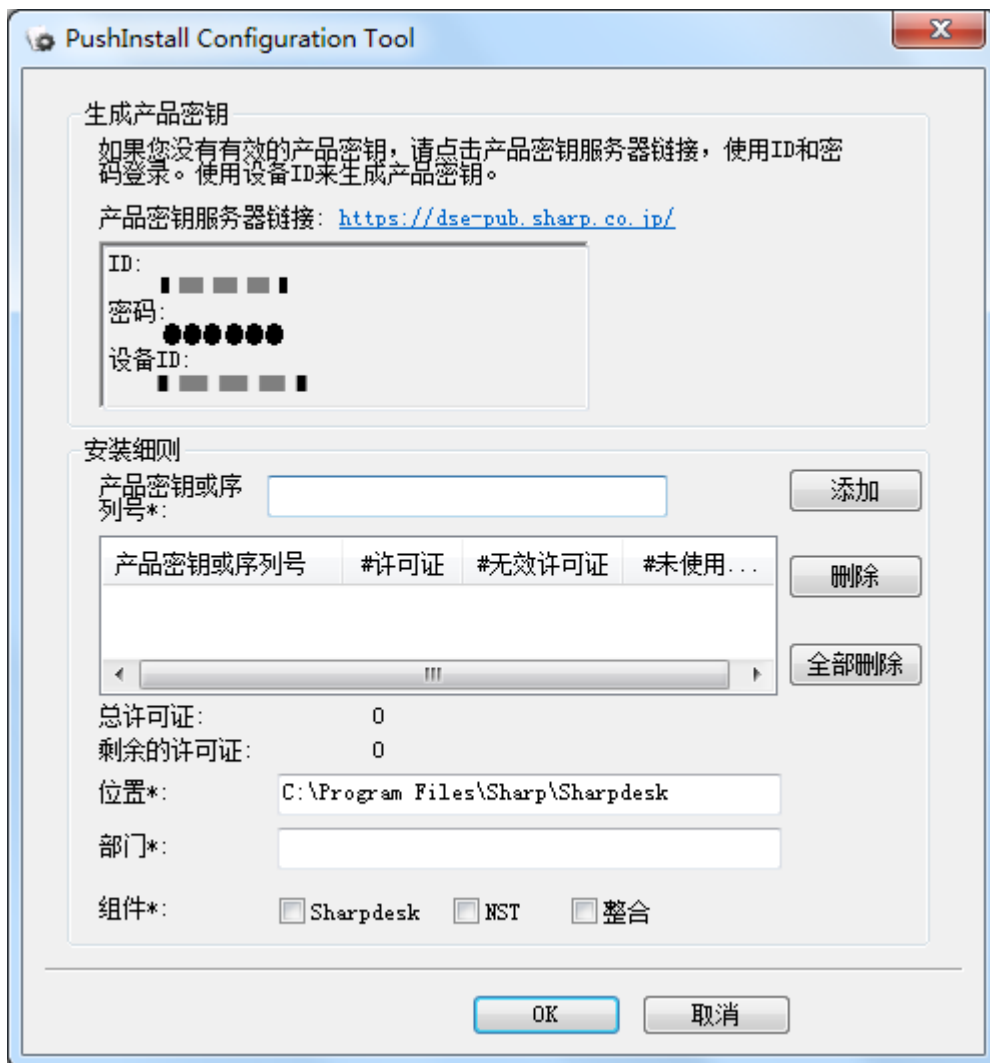 PushInstall Configuration Tool
生成产品密钥
如果您没有有效的产品密钥，请点击产品密钥服务器链接，使用ID和密
码登录。使用设备ID来生成产品密钥。
产品密钥服务器链接: https://dse-pub.sharp.co.jp/
ID:
密码:
●●●●●●
设备ID:
安装细则
产品密钥或序
列号*:
添加
产品密钥或序列号 #许可证 #无效许可证 #未使用...
删除
全部删除
总许可证: 0
剩余的许可证: 0
位置*: C:\Program Files\Sharp\Sharpdesk
部门*:
组件*: Sharpdesk NST 整合
OK 取消